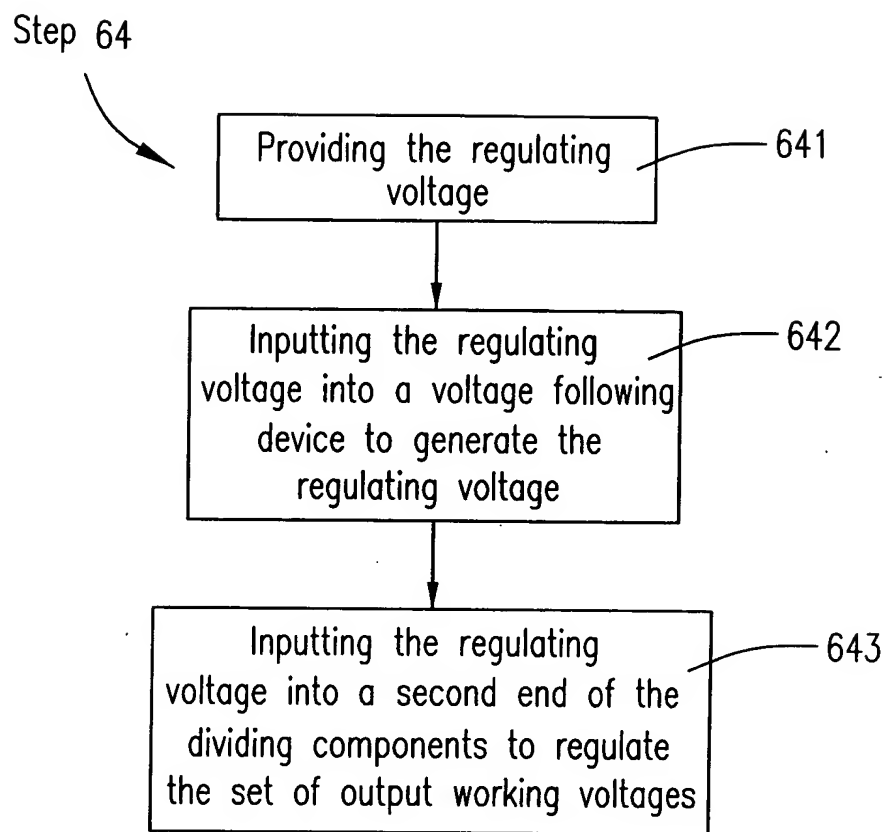 Step 64
Providing the regulating
voltage
641
Inputting the regulating
voltage into a voltage following
device to generate the
regulating voltage
642
Inputting the regulating
voltage into a second end of the
dividing components to regulate
the set of output working voltages
643